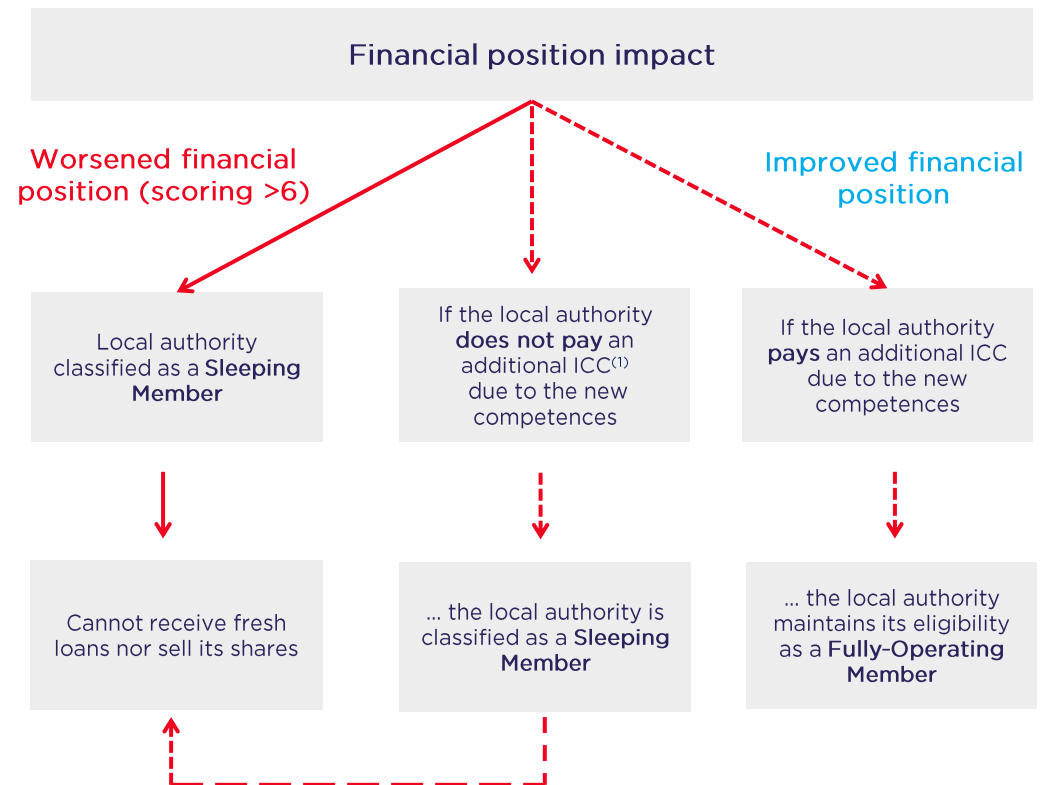 Financial position impact
Worsened financial
position (scoring >6)
Improved financial
position
Local authority
classified as a Sleeping
Member
If the local authority
does not pay an
additional ICC(1)
due to the new
competences
If the local authority
pays an additional ICC
due to the new
competences
Cannot receive fresh
loans nor sell its shares
... the local authority is
classified as a Sleeping
Member
... the local authority
maintains its eligibility
as a Fully-Operating
Member